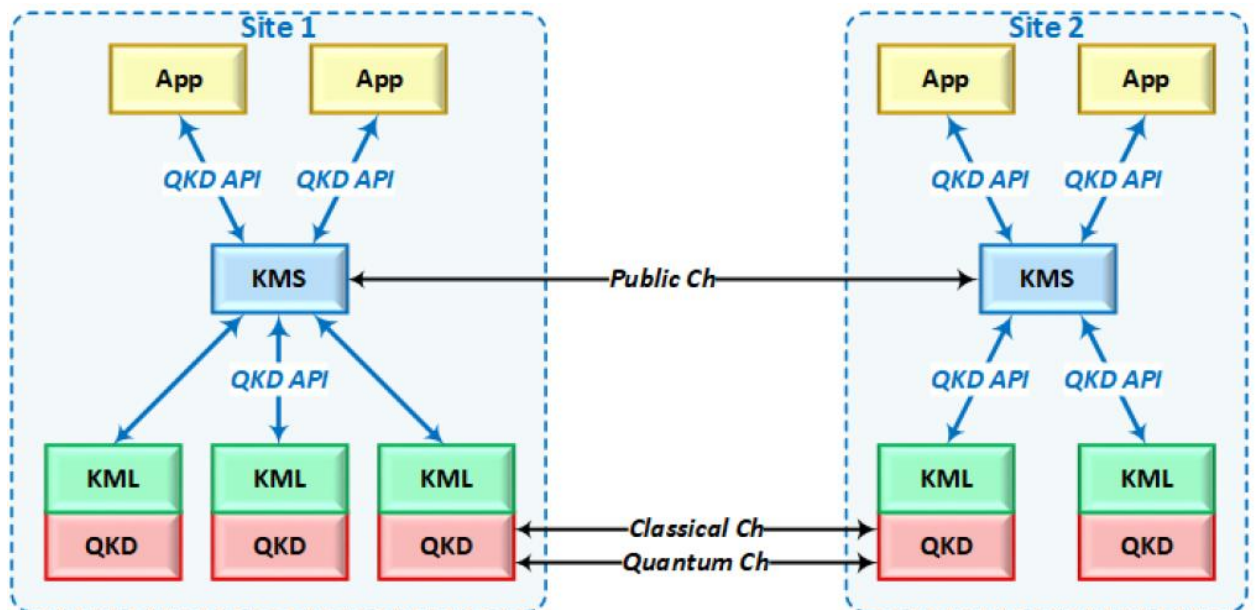 Site 1
Site 2
App App
App App
QKD API QKD API
QKD API QKD API
KMS
Public Ch
KMS
QKD API
QKD API QKD API
KML KML KML
KML KML
Classical Ch
QKD QKD QKD
QKD QKD
Quantum Ch